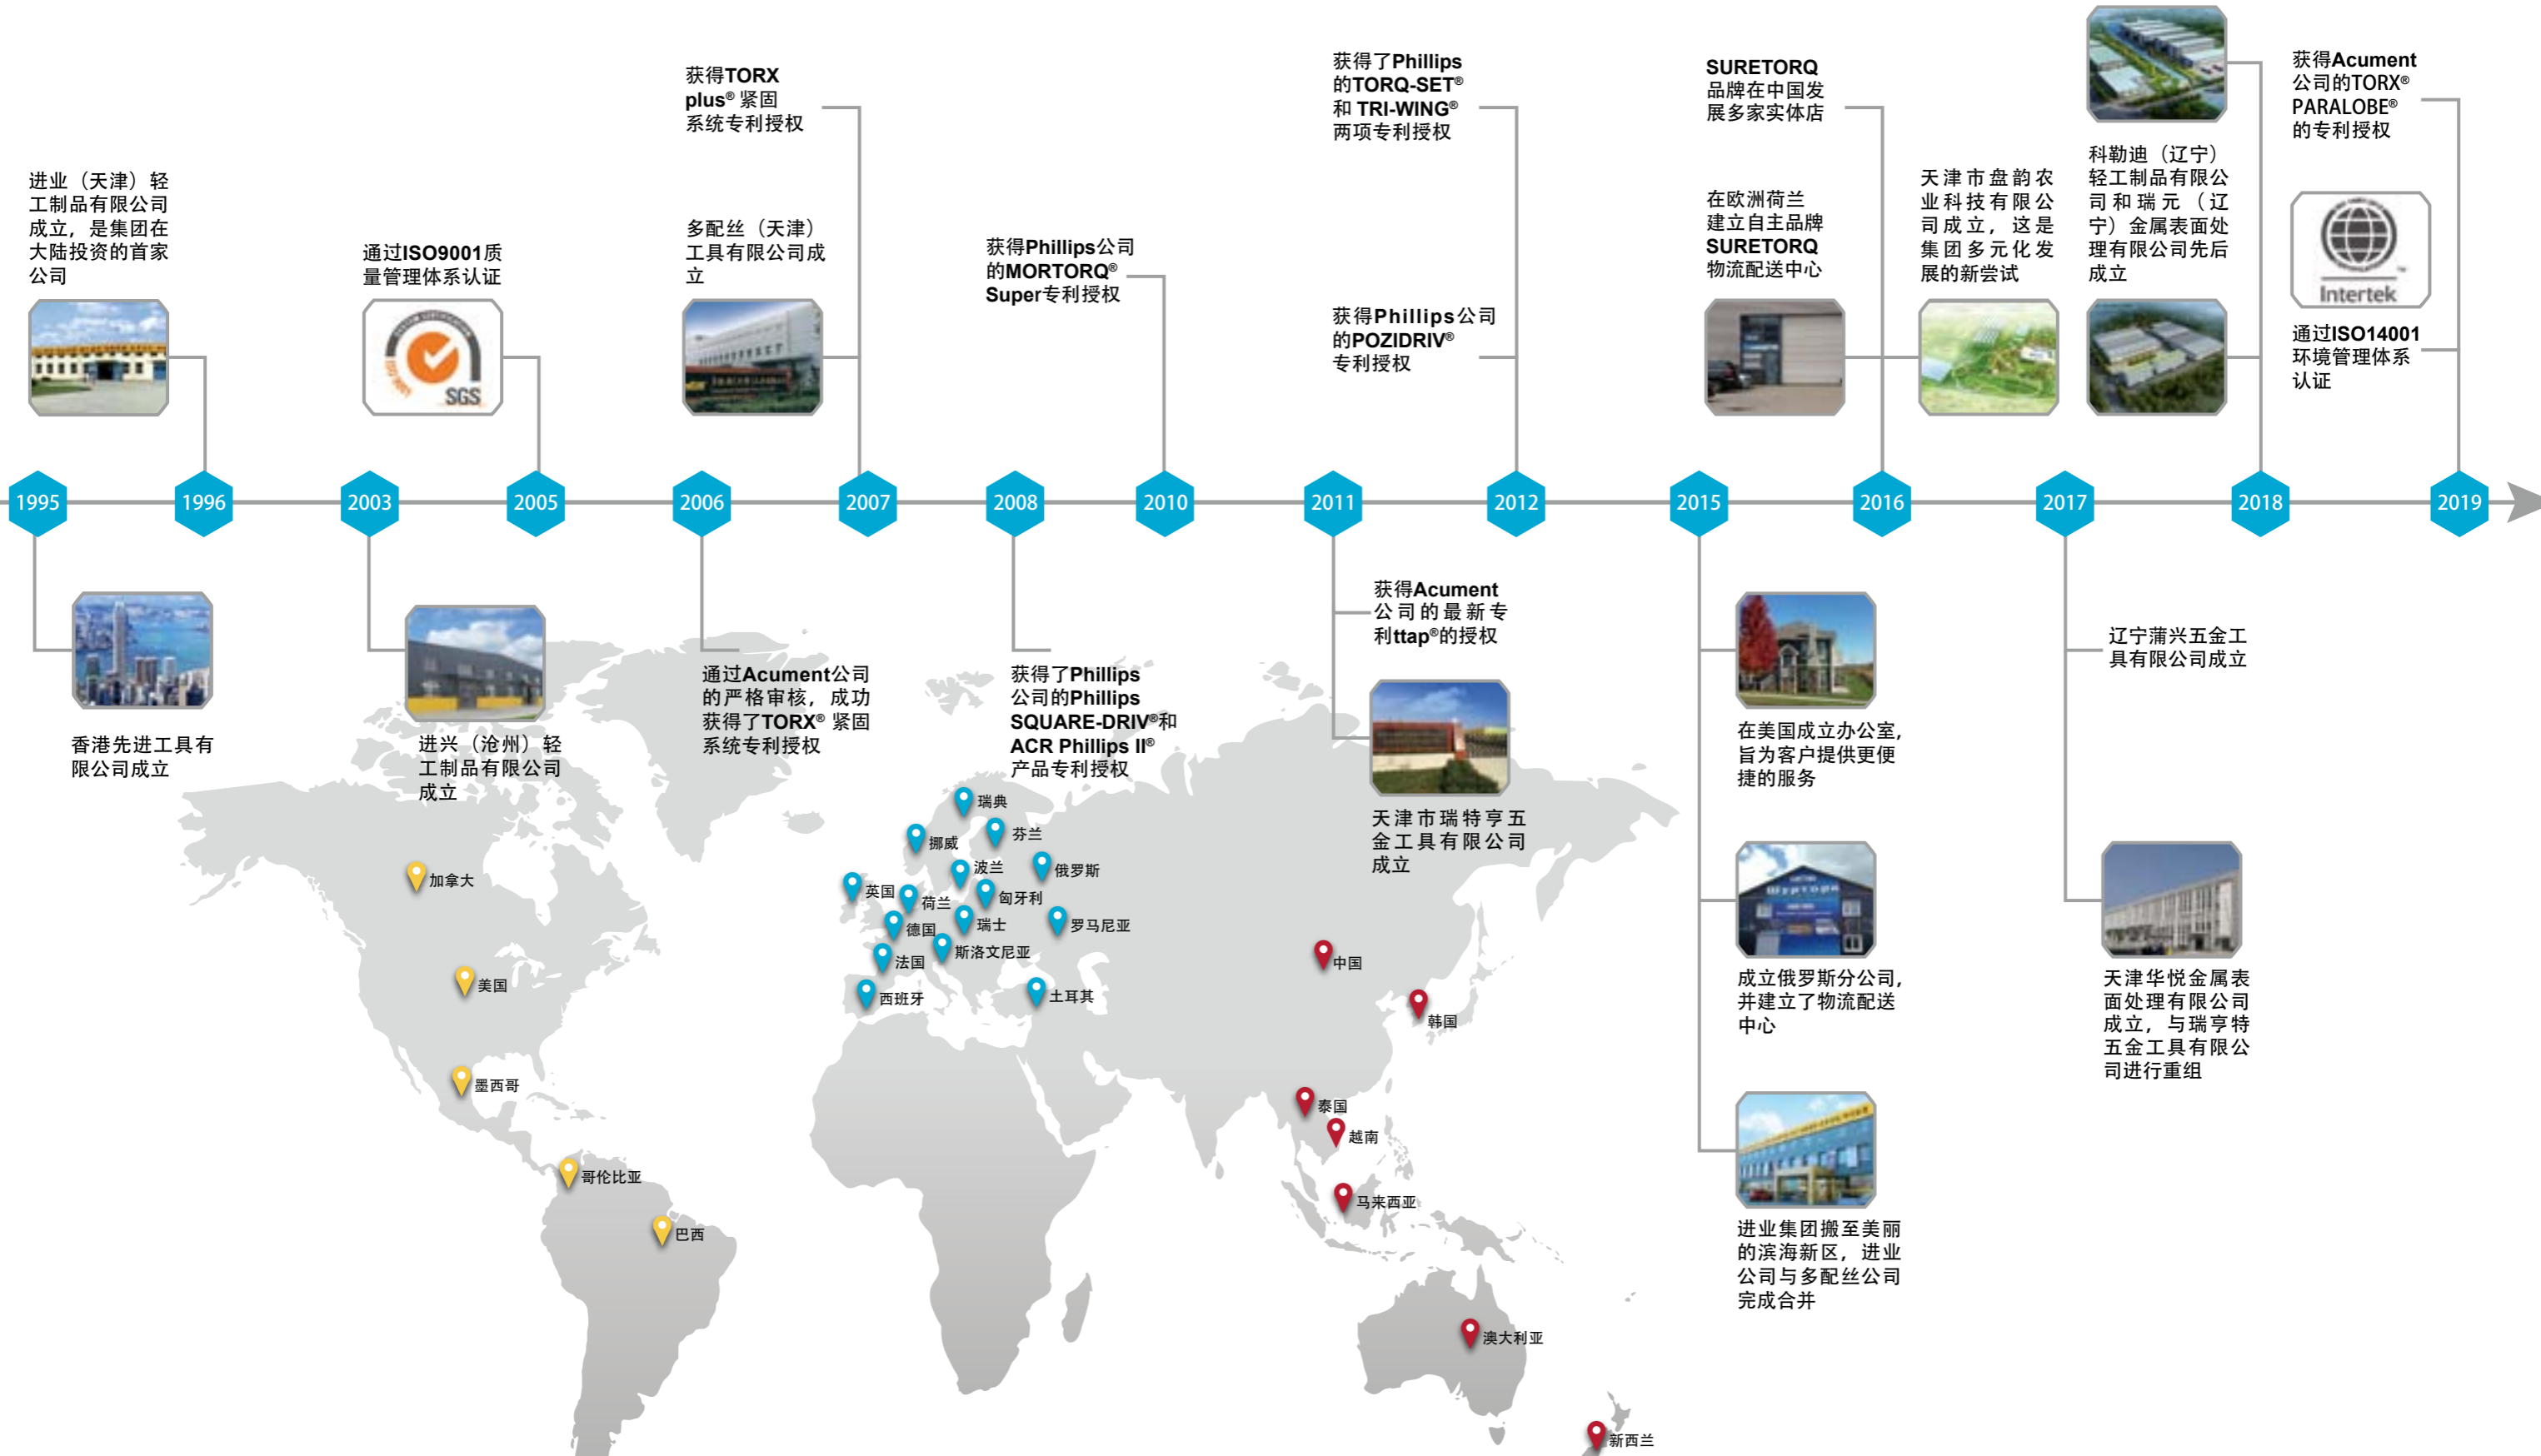 进业（天津）轻
工制品有限公司
成立，是集团在
大陆投资的首家
公司
通过ISO9001质
量管理体系认证
SGS
获得TORX
plus® 紧固
系统专利授权
多配丝（天津）
工具有限公司成
立
获得Phillips公司
的MORTORQ®
Super专利授权
获得了Phillips
的TORQ-SET®
和 TRI-WING®
两项专利授权
获得Phillips公司
的POZIDRIV®
专利授权
SURETORQ
品牌在中国发
展多家实体店
在欧洲荷兰
建立自主品牌
SURETORQ
物流配送中心
天津市盘韵农
业科技有限公
司成立，这是
集团多元化发
展的新尝试
科勒迪（辽宁）
轻工制品有限公
司和瑞元（辽
宁）金属表面处
理有限公司先后
成立
获得Acument
公司的TORX®
PARALOBE®
的专利授权
Intertek
通过ISO14001
环境管理体系
认证
1995
1996
2003
2005
2006
2007
2008
2010
2011
2012
2015
2016
2017
2018
2019
香港先进工具有
限公司成立
进兴（沧州）轻
工制品有限公司
成立
通过Acument公司
的严格审核，成功
获得了TORX® 紧固
系统专利授权
获得了Phillips
公司的Phillips
SQUARE-DRIV®和
ACR Phillips II®
产品专利授权
获得Acument
公司的最新专
利ttap®的授权
天津市瑞特亨五
金工具有限公司
成立
在美国成立办公室，
旨为客户提供更便
捷的服务
Шуруторк
成立俄罗斯分公司，
并建立了物流配送
中心
进业集团搬至美丽
的滨海新区，进业
公司与多配丝公司
完成合并
辽宁蒲兴五金工
具有限公司成立
天津华悦金属表
面处理有限公司
成立，与瑞亨特
五金工具有限公
司进行重组
加拿大
美国
墨西哥
哥伦比亚
巴西
瑞典
挪威
芬兰
波兰
俄罗斯
英国
荷兰
匈牙利
德国
瑞士
罗马尼亚
法国
斯洛文尼亚
西班牙
土耳其
中国
韩国
泰国
越南
马来西亚
澳大利亚
新西兰